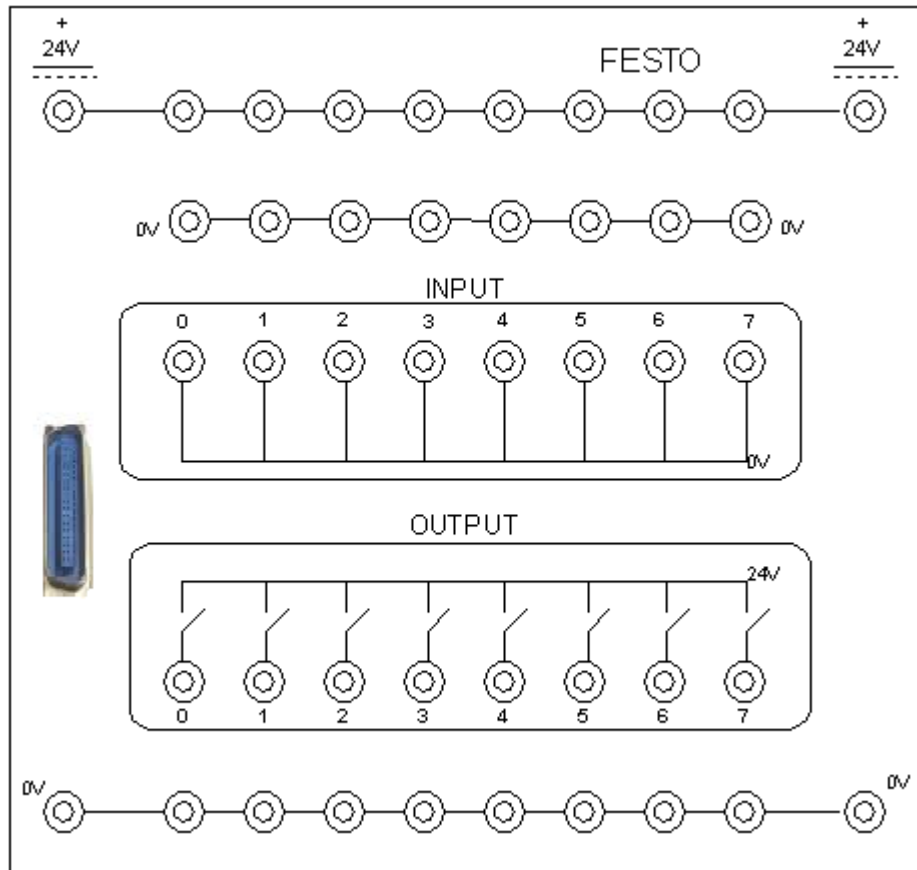 + +
24V 24V
FESTO
0V 0V
INPUT
0 1 2 3 4 5 6 7
0V
OUTPUT
24V
0 1 2 3 4 5 6 7
0V 0V